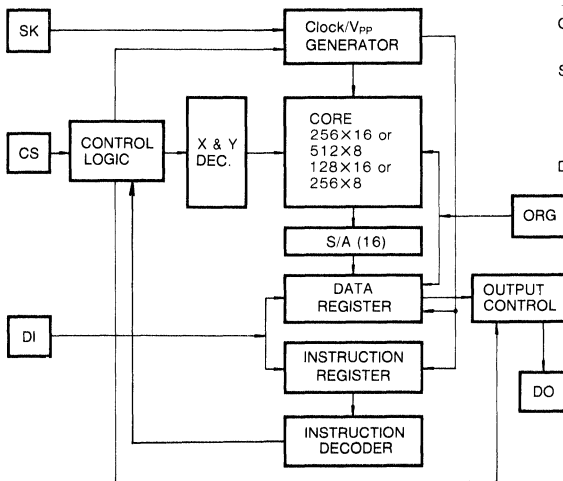 SK
Clock/VPP
GENERATOR
C
S
CS
CONTROL
LOGIC
X & Y
DEC.
CORE
256×16 or
512×8
128×16 or
256×8
D
ORG
S/A (16)
DATA
REGISTER
OUTPUT
CONTROL
DI
INSTRUCTION
REGISTER
DO
INSTRUCTION
DECODER